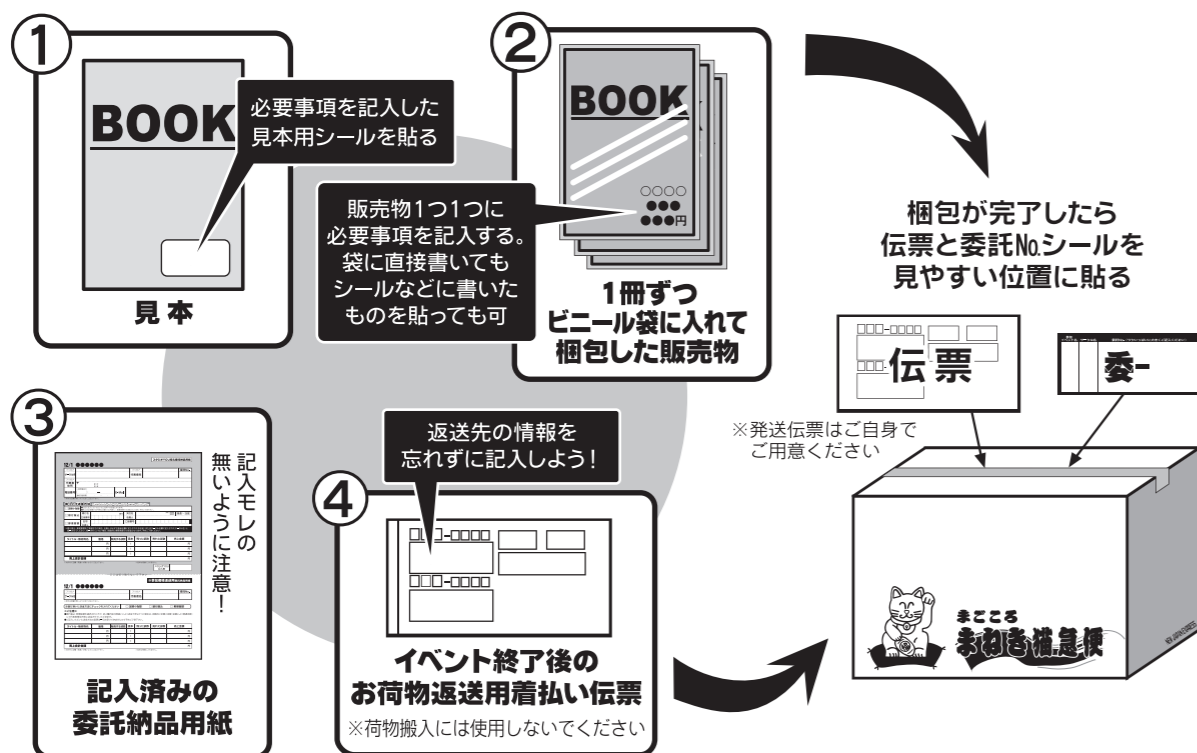 ①
BOOK
必要事項を記入した
見本用シールを貼る
見本
②
BOOK
○○○○
●●●
●●●円
販売物1つ1つに
必要事項を記入する。
袋に直接書いても
シールなどに書いた
ものを貼っても可
1冊ずつ
ビニール袋に入れて
梱包した販売物
③
12/1 ●●●●●●
12/1 ●●●●●●
記入モレの
無いように注意!
記入済みの
委託納品用紙
④
返送先の情報を
忘れずに記入しよう!
□□□-□□□□
□□□-□□□□
イベント終了後の
お荷物返送用着払い伝票
※荷物搬入には使用しないでください
梱包が完了したら
伝票と委託№シールを
見やすい位置に貼る
□□□-□□□□
□□□-
伝票
委-
※発送伝票はご自身で
ご用意ください
まごころ
まねき猫急便